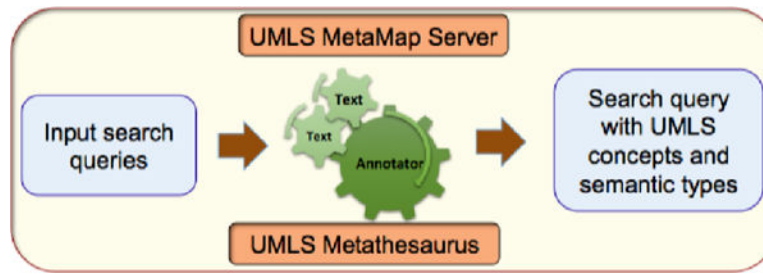 UMLS MetaMap Server
Input search
queries
Text
Text
Annotator
Search query
with UMLS
concepts and
semantic types
UMLS Metathesaurus